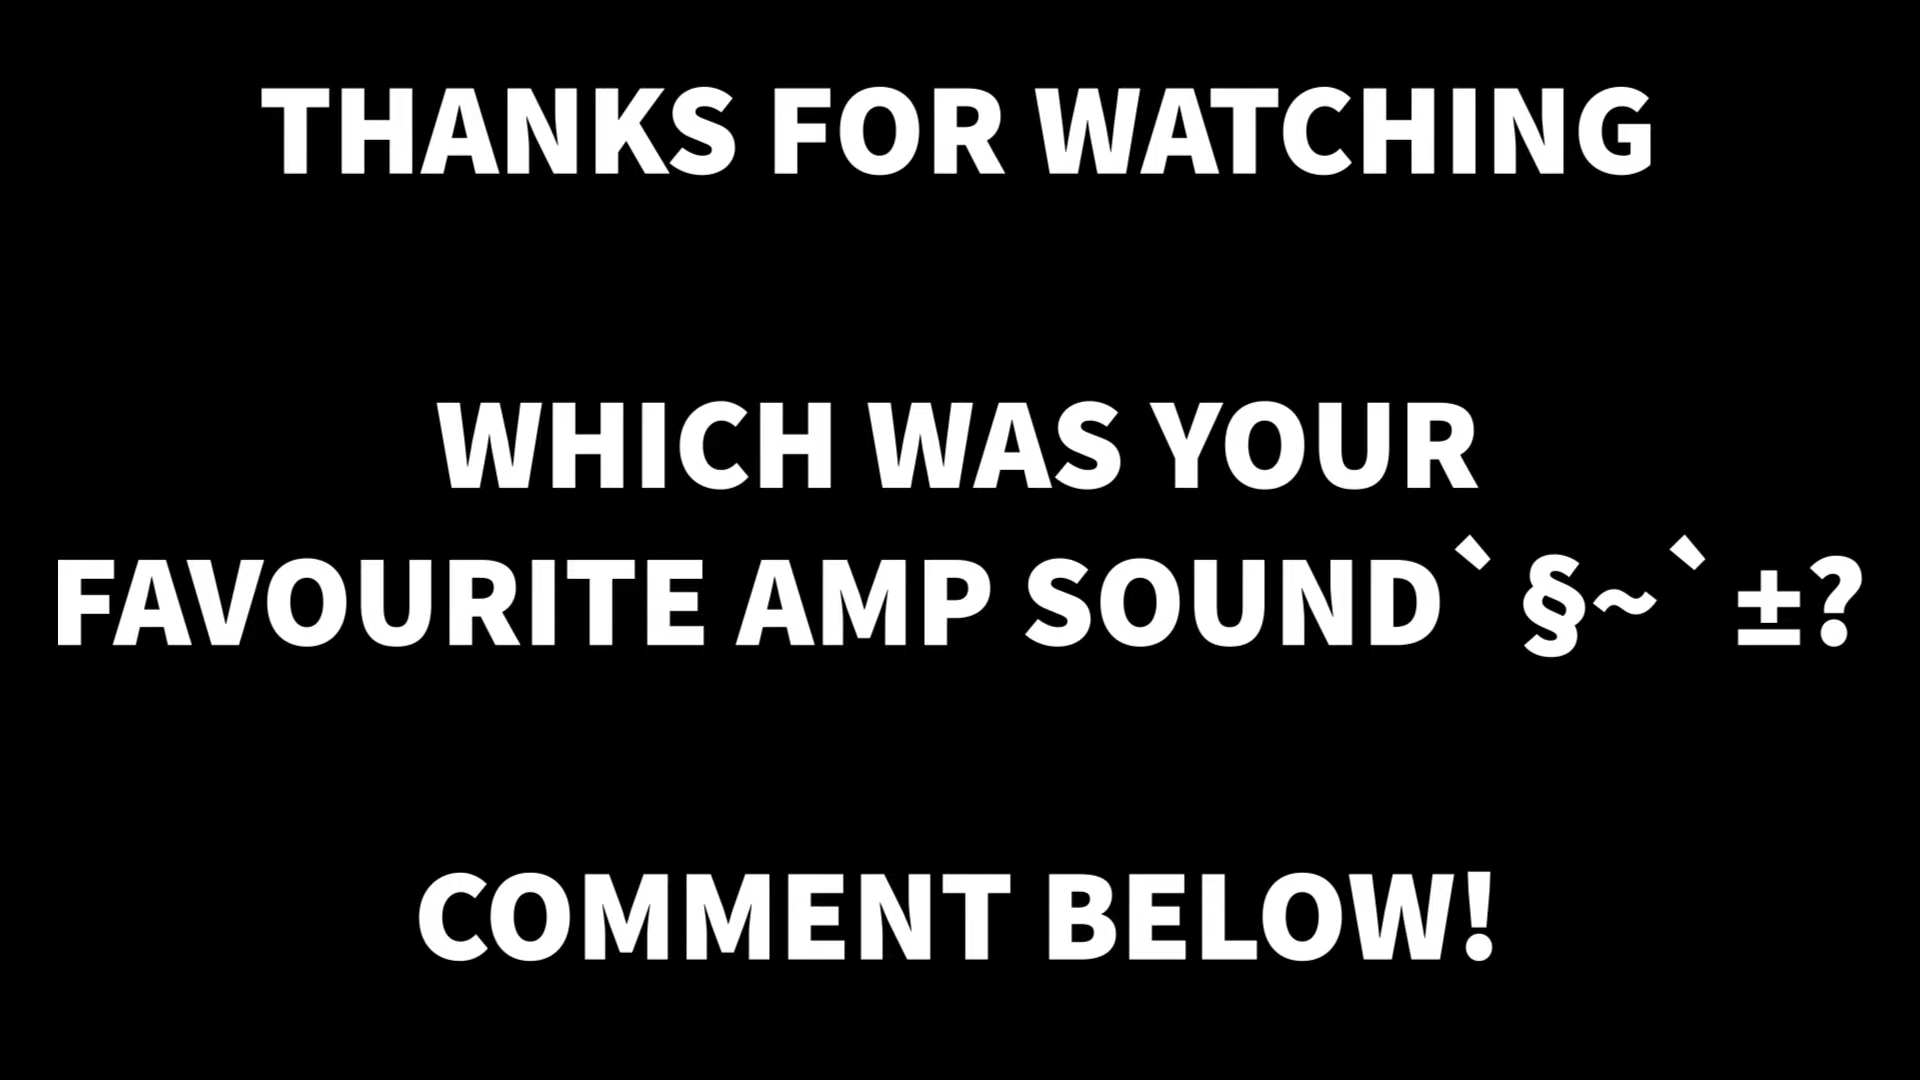 THANKS FOR WATCHING
WHICH WAS YOUR
FAVOURITE AMP SOUND`§~`±?
COMMENT BELOW!